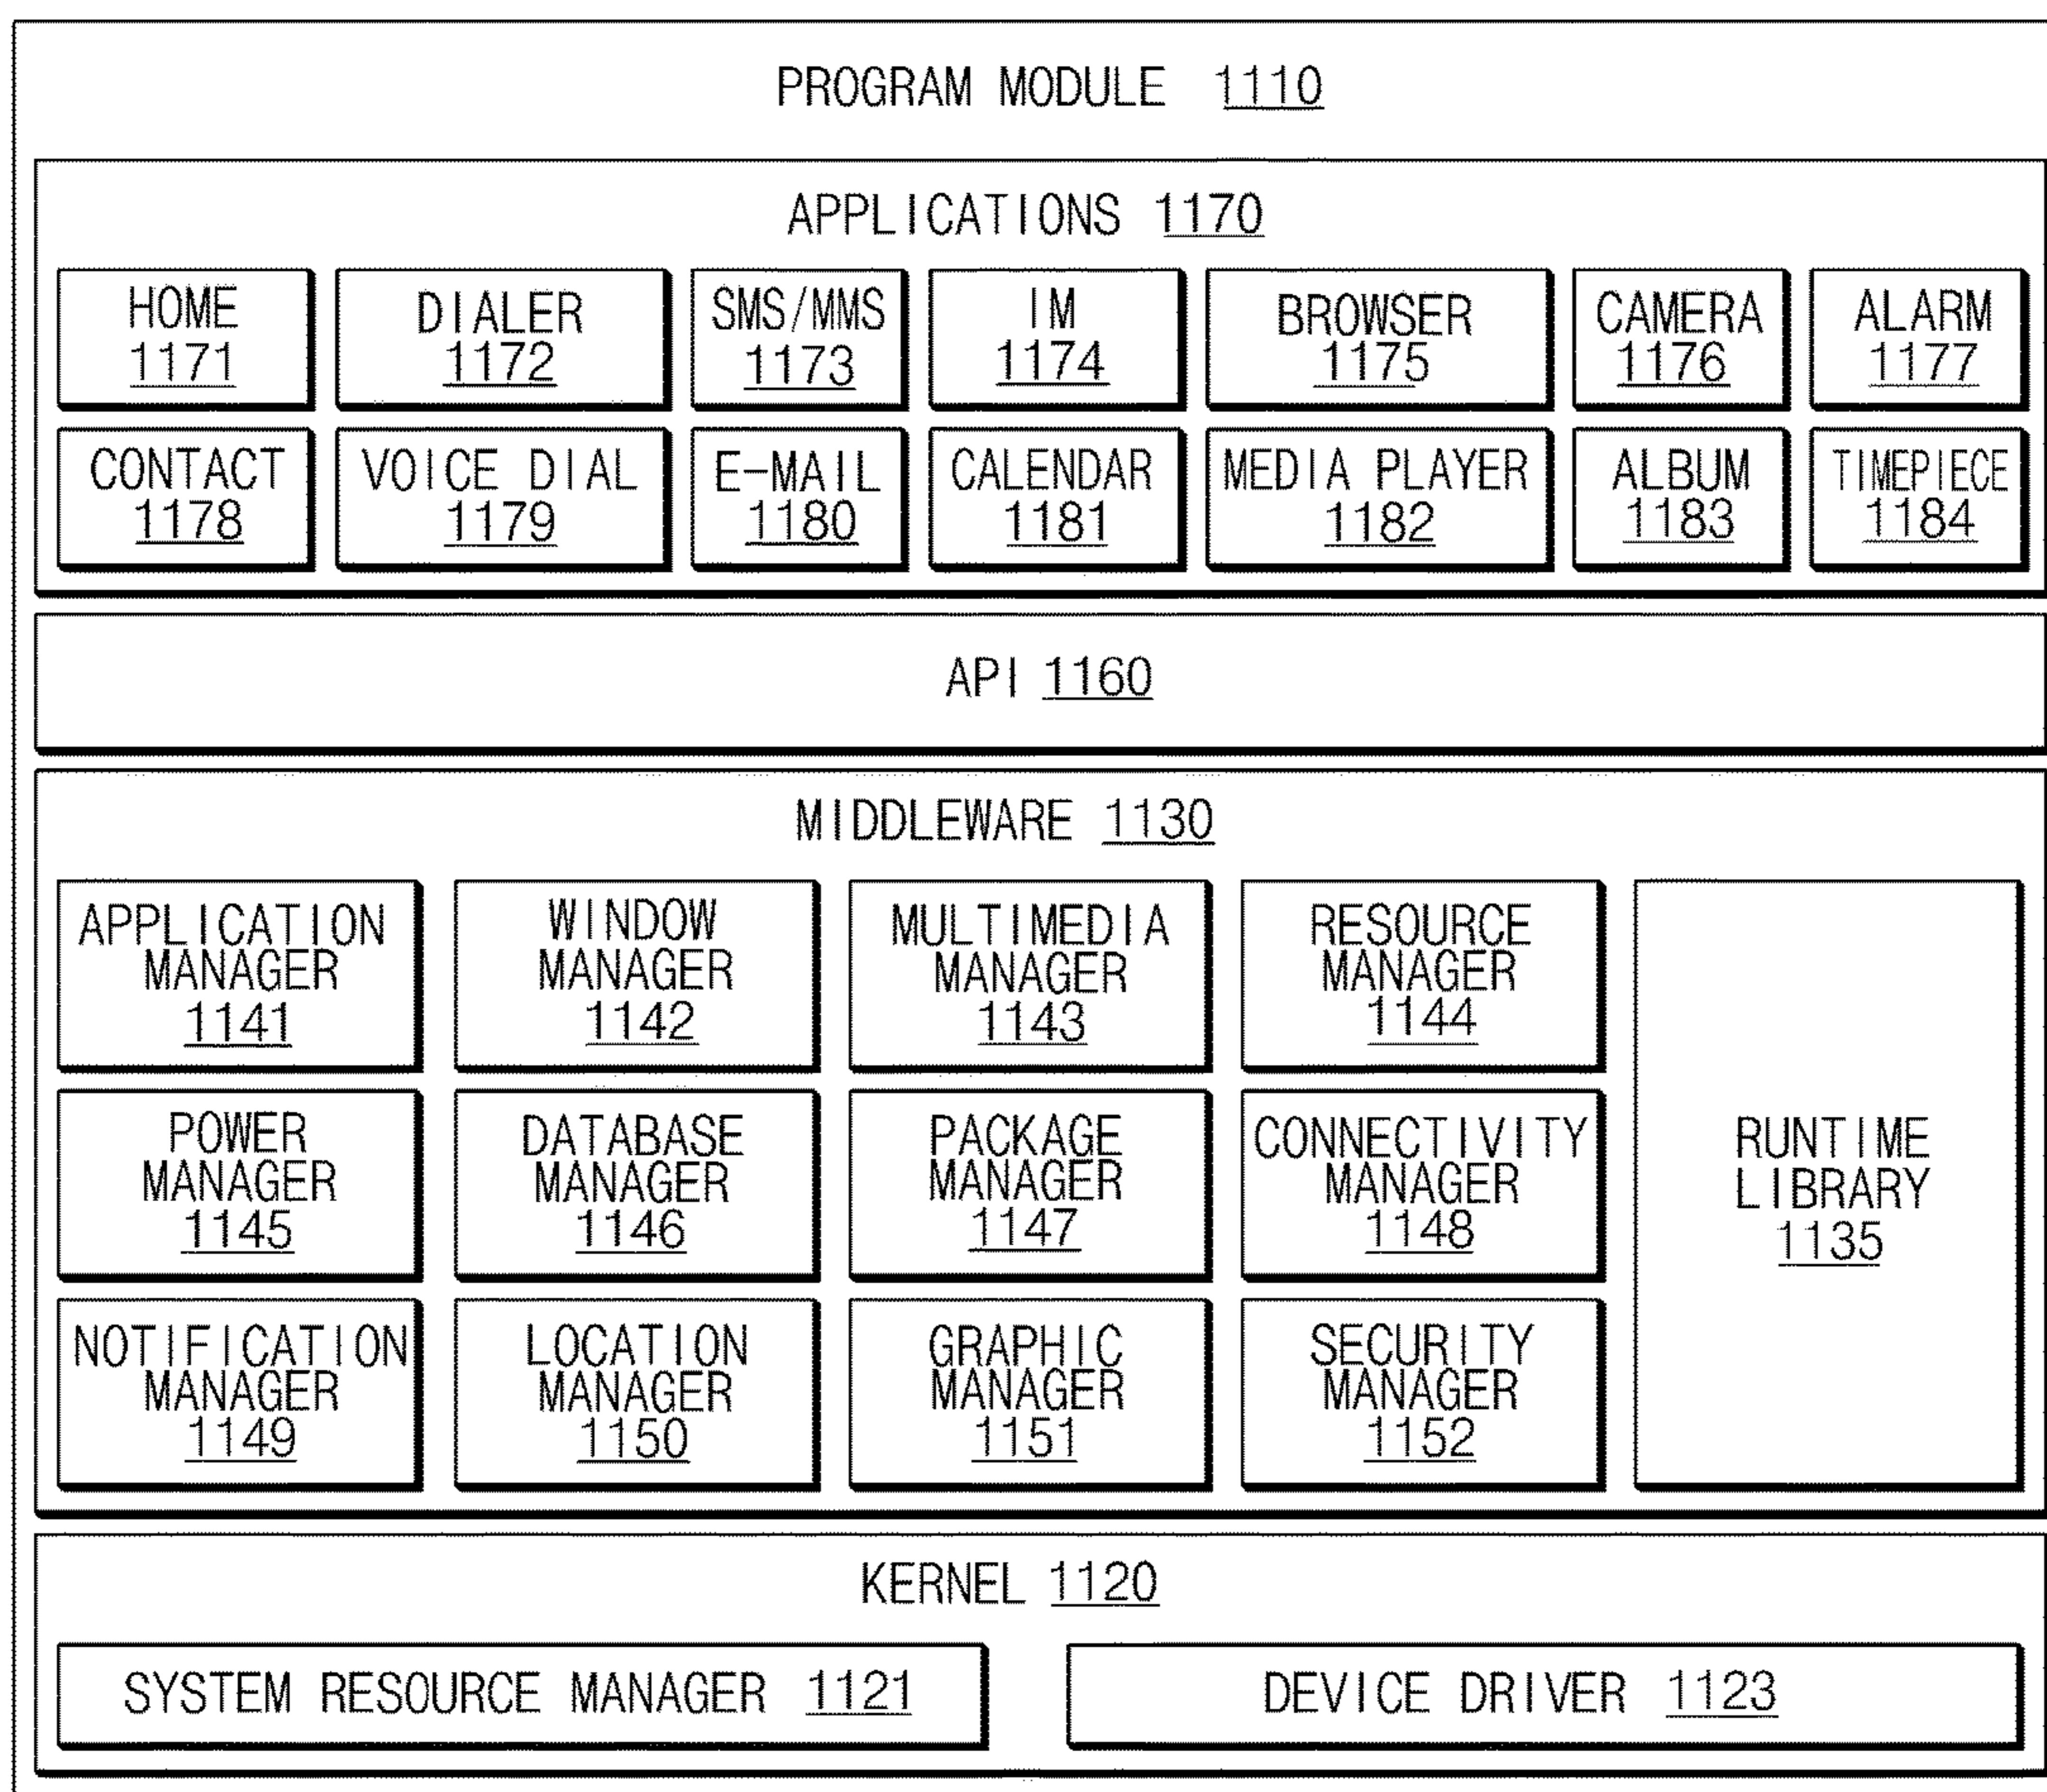 PROGRAM MODULE 1110
APPLICATIONS 1170
HOME
1171
DIALER
1172
SMS/MMS
1173
IM
1174
BROWSER
1175
CAMERA
1176
ALARM
1177
CONTACT
1178
VOICE DIAL
1179
E-MAIL
1180
CALENDAR
1181
MEDIA PLAYER
1182
ALBUM
1183
TIMEPIECE
1184
API 1160
MIDDLEWARE 1130
APPLICATION
MANAGER
1141
WINDOW
MANAGER
1142
MULTIMEDIA
MANAGER
1143
RESOURCE
MANAGER
1144
POWER
MANAGER
1145
DATABASE
MANAGER
1146
PACKAGE
MANAGER
1147
CONNECTIVITY
MANAGER
1148
NOTIFICATION
MANAGER
1149
LOCATION
MANAGER
1150
GRAPHIC
MANAGER
1151
SECURITY
MANAGER
1152
RUNTIME
LIBRARY
1135
KERNEL 1120
SYSTEM RESOURCE MANAGER 1121
DEVICE DRIVER 1123